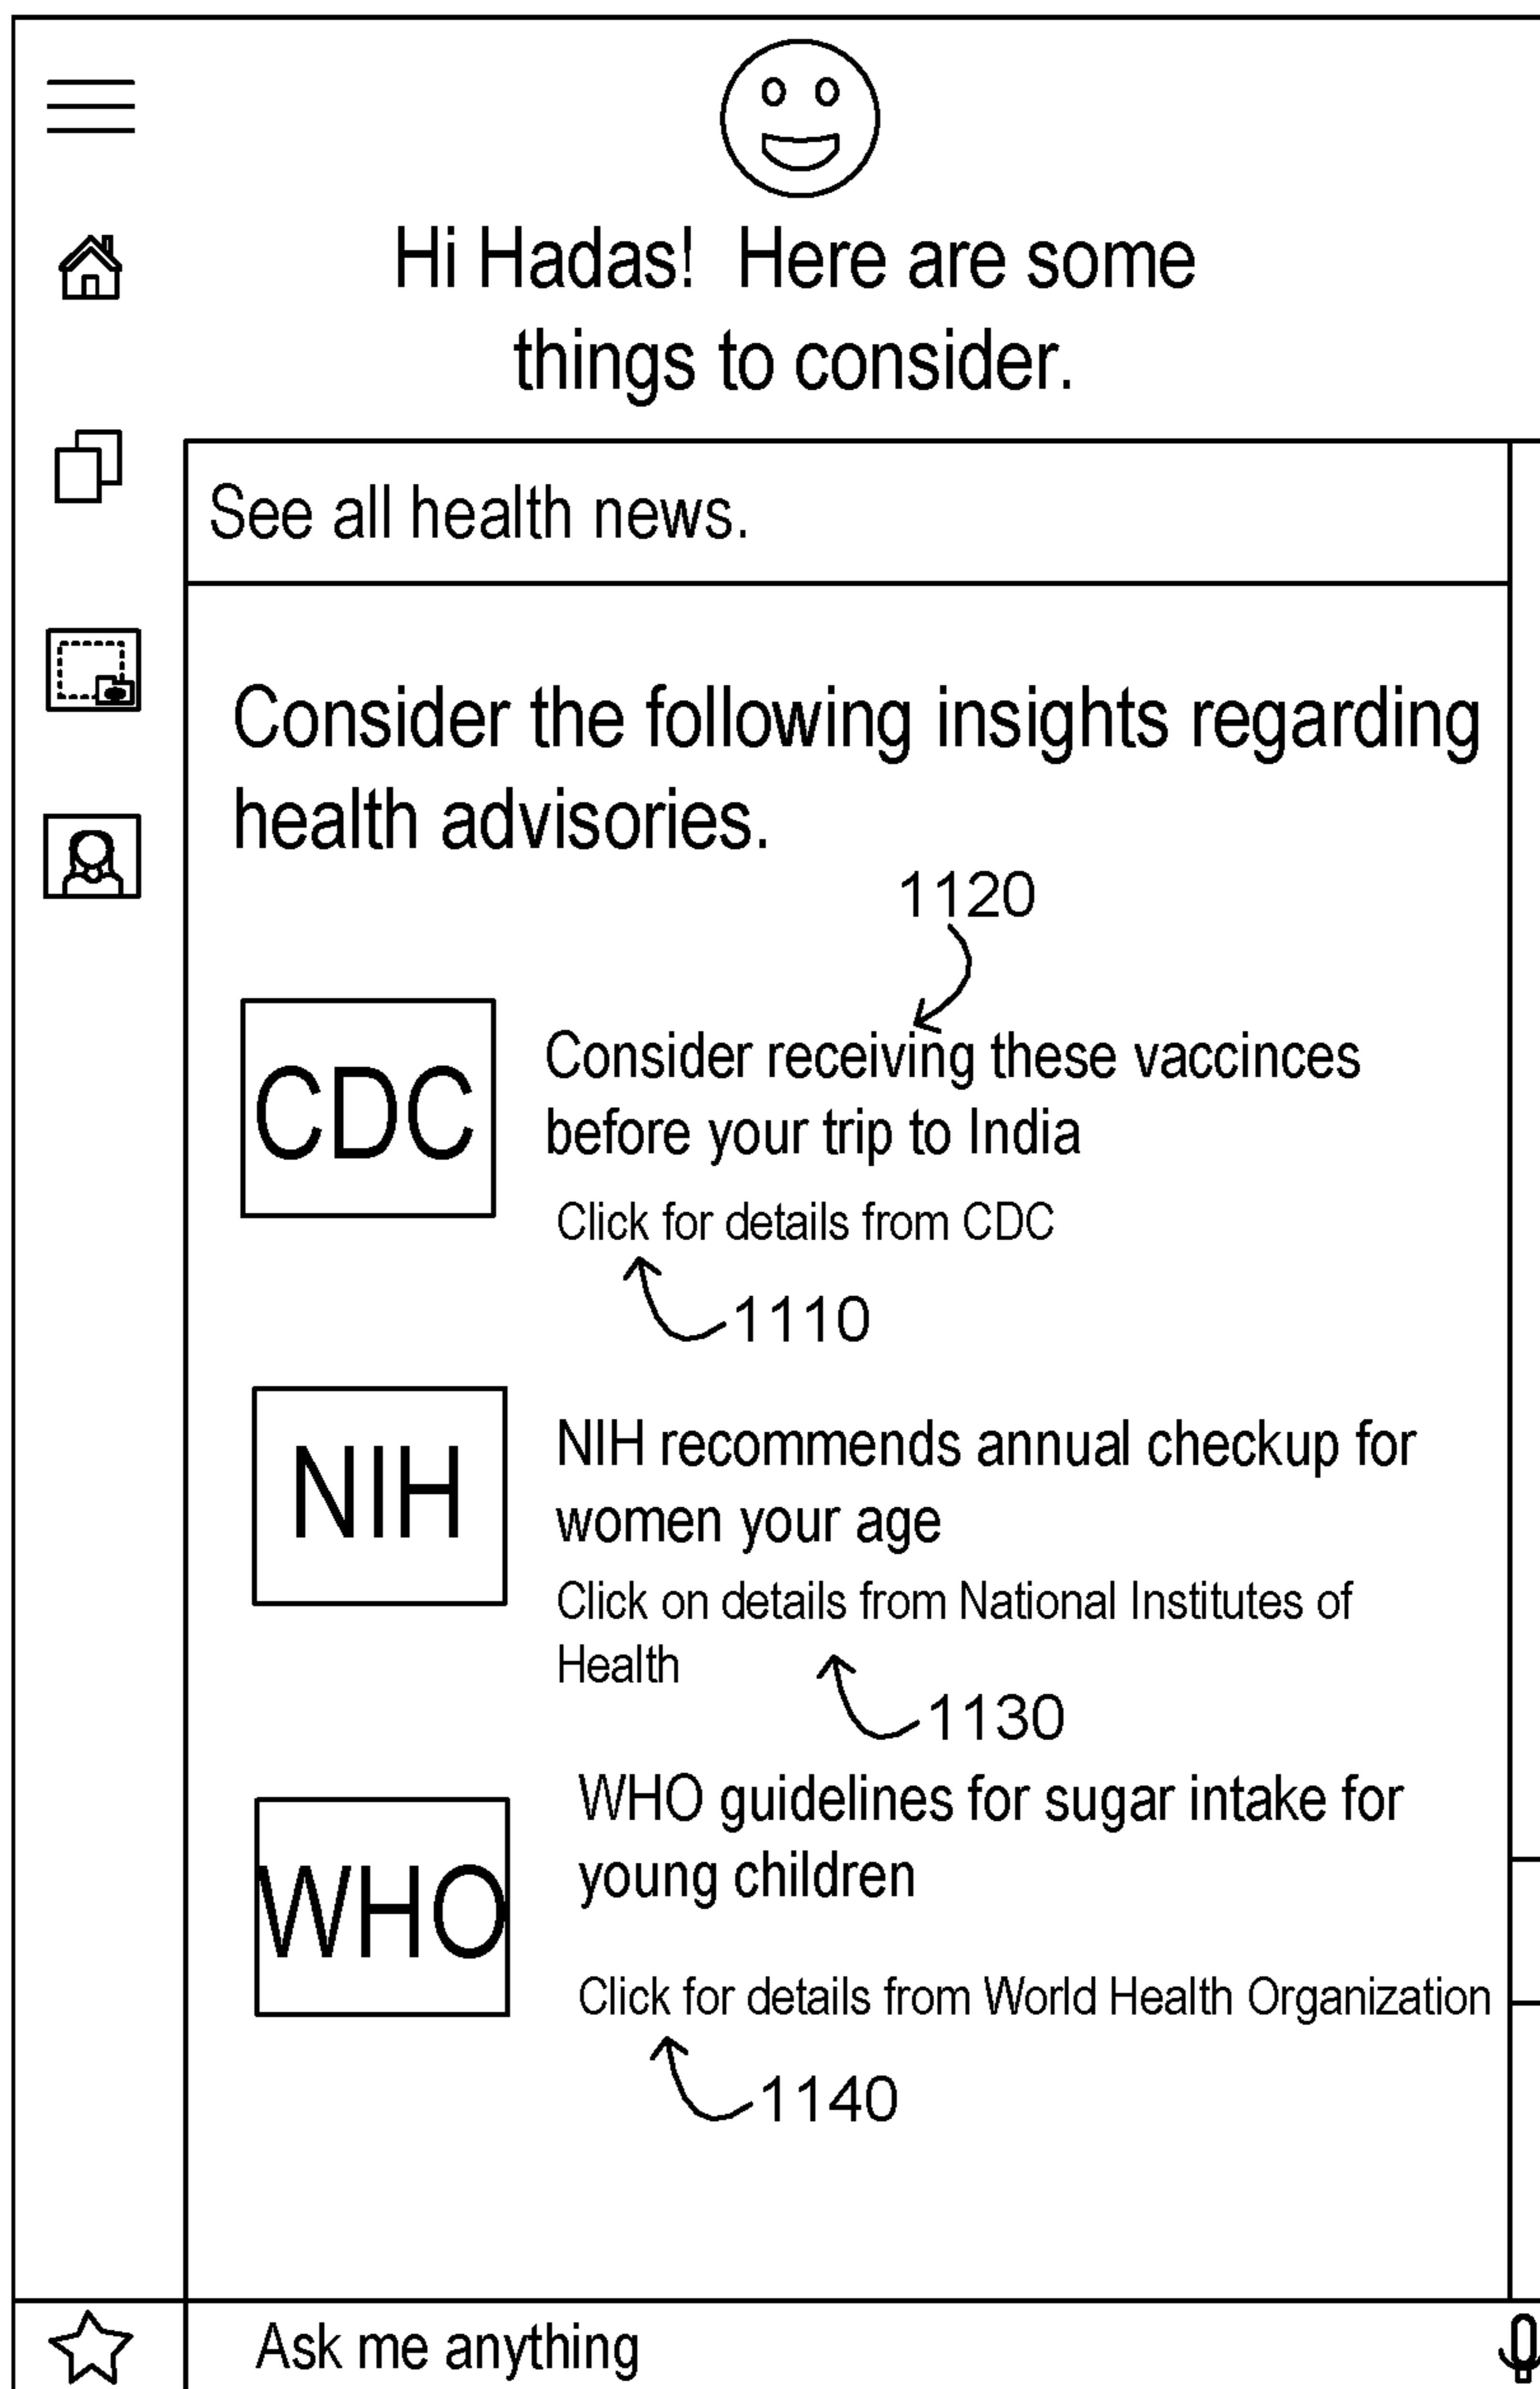 Hi Hadas!  Here are some
things to consider.
See all health news.
Consider the following insights regarding
health advisories.
1120
CDC
Consider receiving these vaccinces
before your trip to India
Click for details from CDC
1110
NIH
NIH recommends annual checkup for
women your age
Click on details from National Institutes of
Health
1130
WHO
WHO guidelines for sugar intake for
young children
Click for details from World Health Organization
1140
Ask me anything